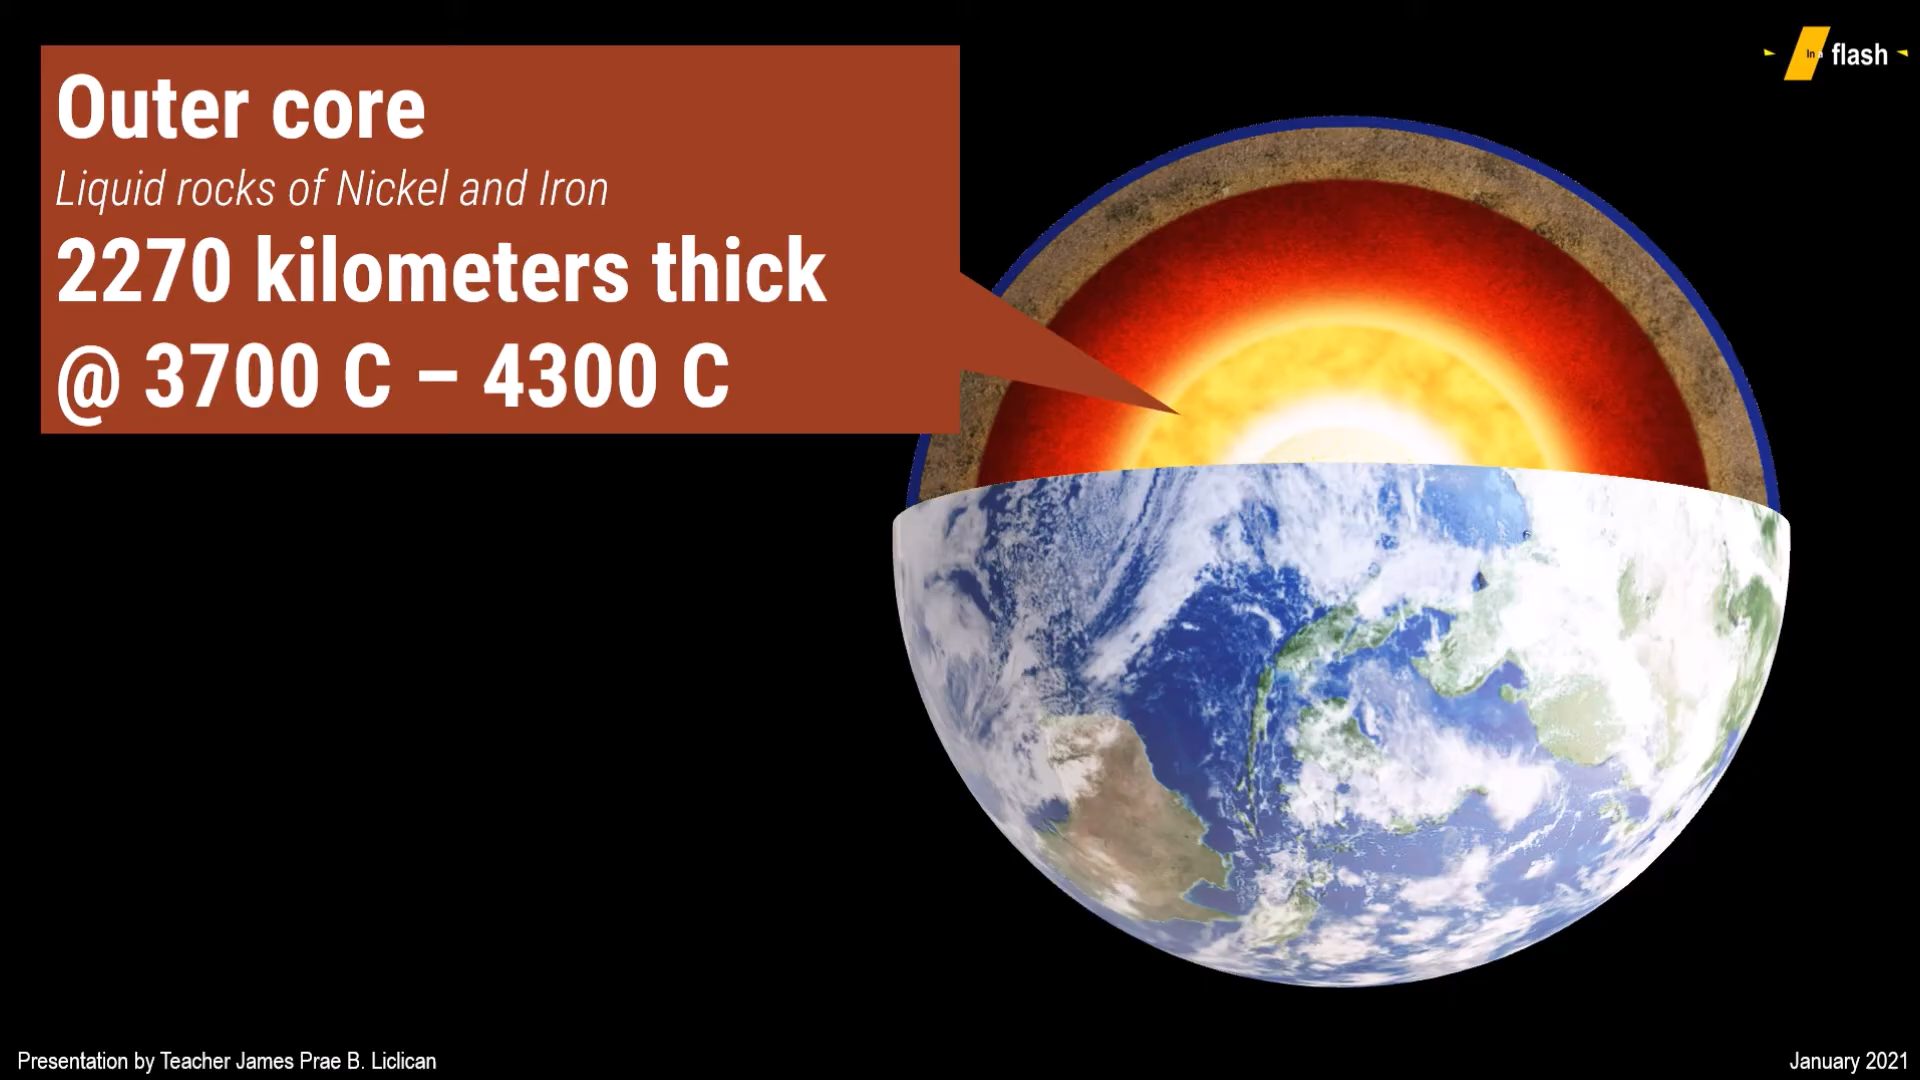 Outer core
Liquid rocks of Nickel and Iron
2270 kilometers thick
@ 3700 C – 4300 C
In a flash
Presentation by Teacher James Prae B. Liclican
January 2021